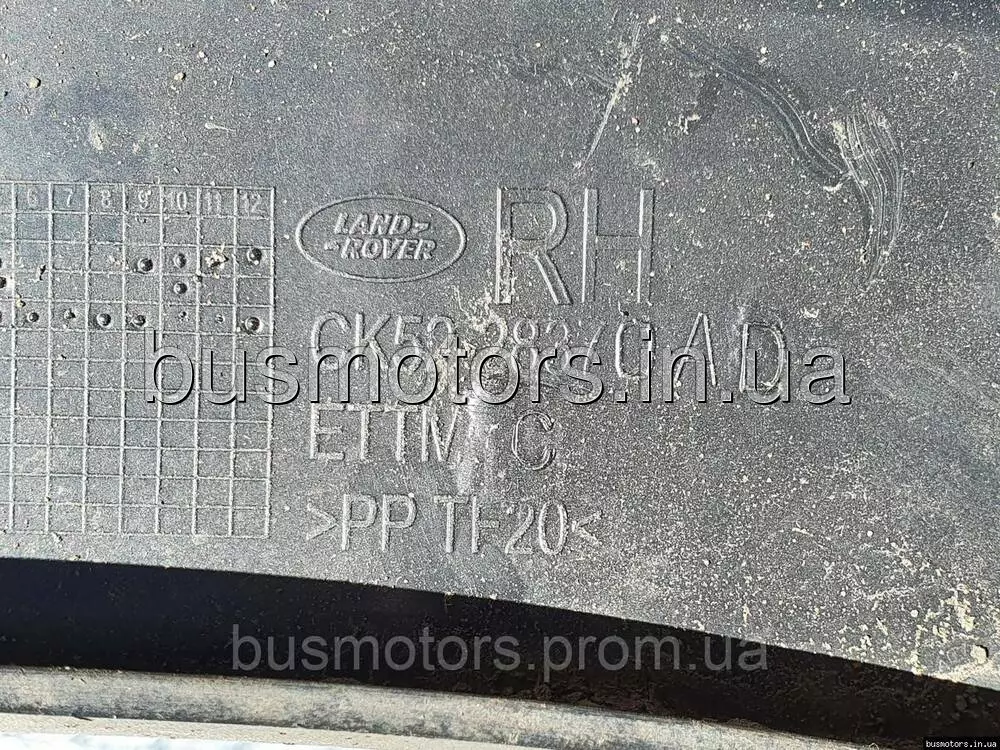 6 7 8 9 10 11 12
LAND-
-ROVER
RH
busmotors.in.ua
ETTM C
>PP TF20<
busmotors.prom.ua
busmotors.in.ua